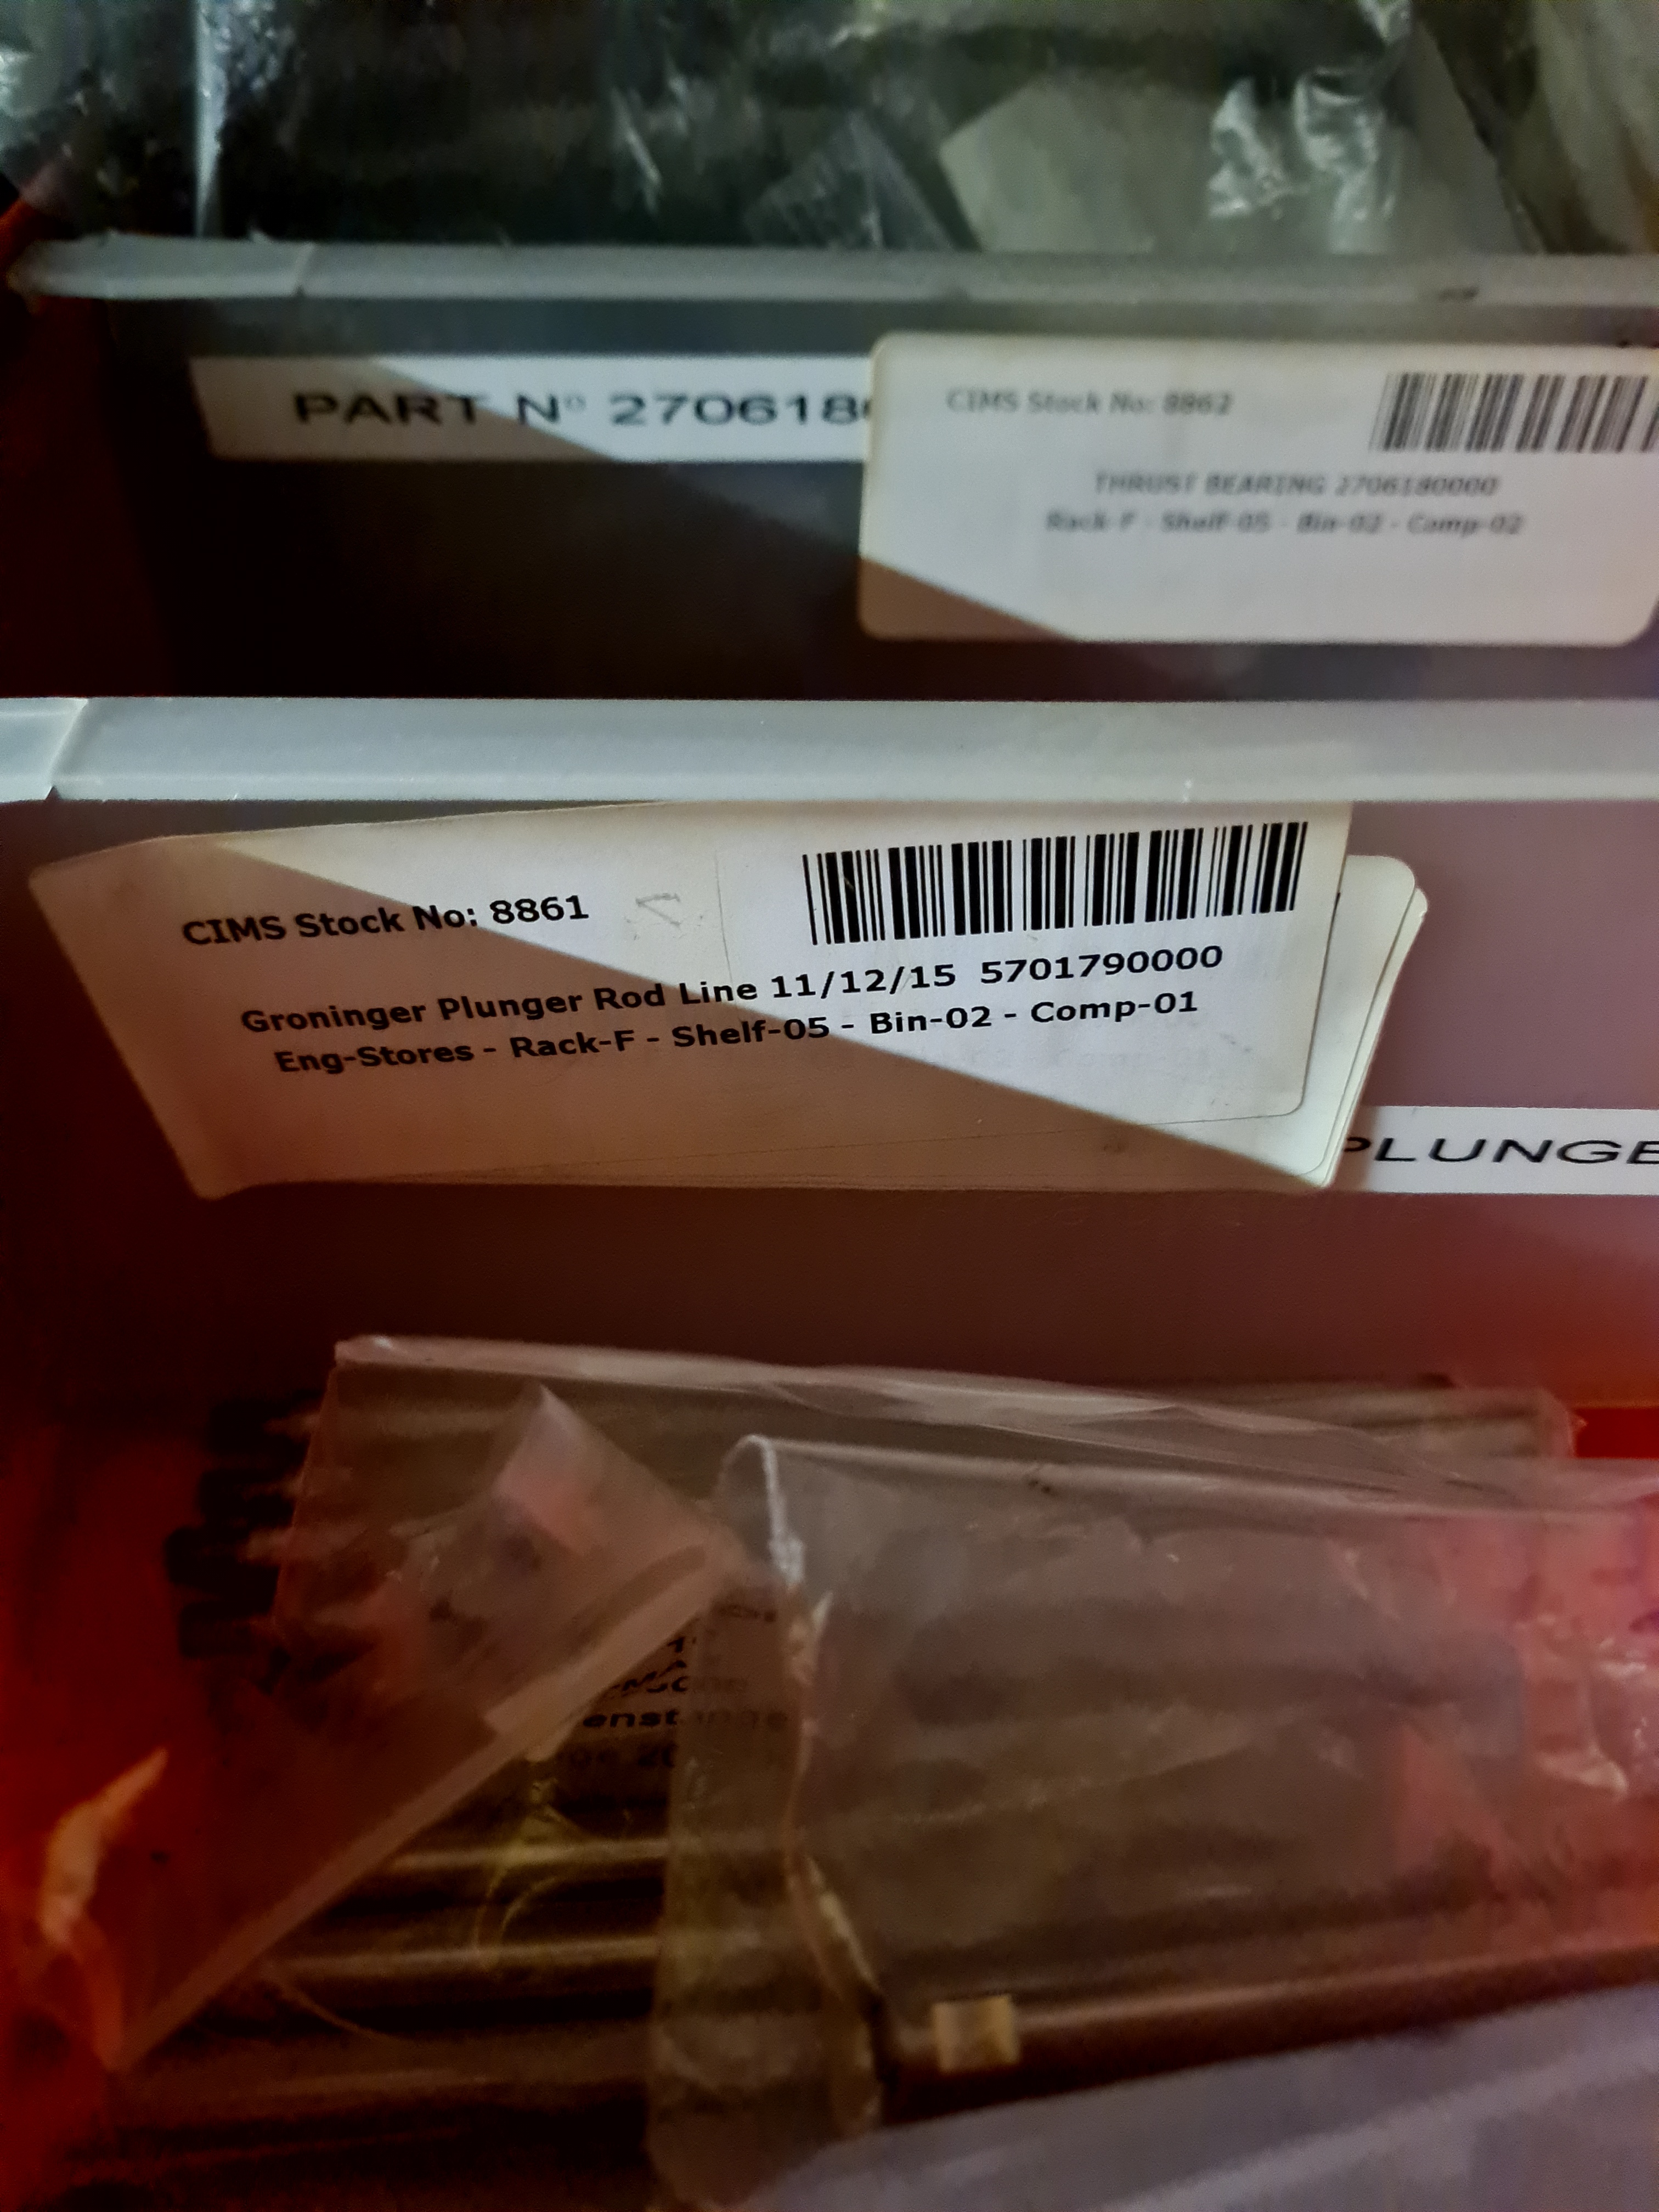 PART Nº 270618
CIMS Stock No: 8862
THRUST BEARING 2706180000
Rack-F - Shelf-05 - Bin-02 - Comp-02
CIMS Stock No: 8861
Groninger Plunger Rod Line 11/12/15 5701790000
Eng-Stores - Rack-F - Shelf-05 - Bin-02 - Comp-01
PLUNGE